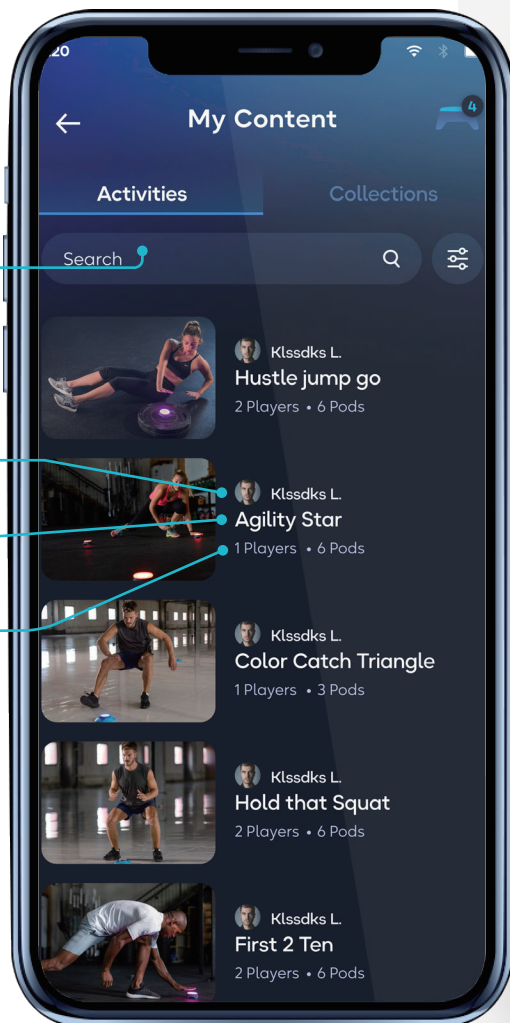 20
4
My Content
Activities
Collections
Search
Klssdks L.
Hustle jump go
2 Players • 6 Pods
Klssdks L.
Agility Star
1 Players • 6 Pods
Klssdks L.
Color Catch Triangle
1 Players • 3 Pods
Klssdks L.
Hold that Squat
2 Players • 6 Pods
Klssdks L.
First 2 Ten
2 Players • 6 Pods